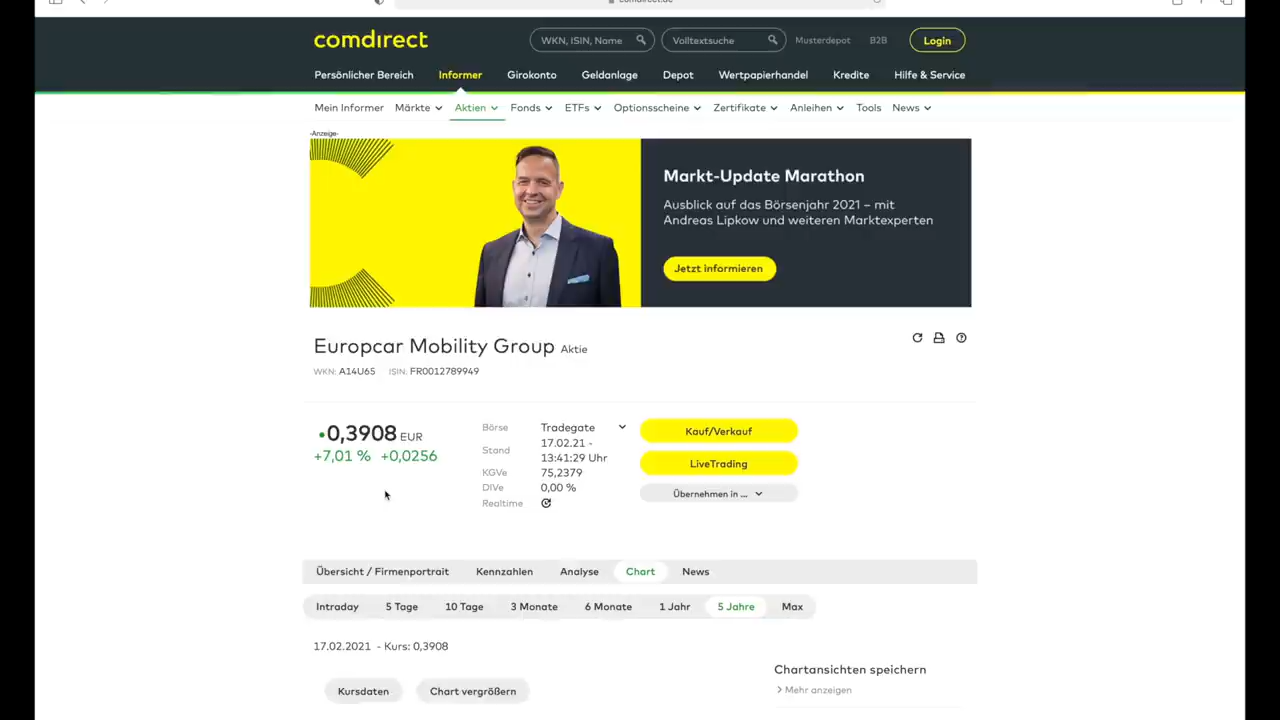 comdirect
WKN, ISIN, Name
Volltextsuche
Musterdepot
B2B
Login
Persönlicher Bereich
Informer
Girokonto
Geldanlage
Depot
Wertpapierhandel
Kredite
Hilfe & Service
Mein Informer
Märkte
Aktien
Fonds
ETFs
Optionsscheine
Zertifikate
Anleihen
Tools
News
-Anzeige-
Markt-Update Marathon
Ausblick auf das Börsenjahr 2021 – mit
Andreas Lipkow und weiteren Marktexperten
Jetzt informieren
Europcar Mobility Group Aktie
WKN: A14U65 ISIN: FR0012789949
0,3908 EUR
+7,01 % +0,0256
Börse Tradegate
Stand 17.02.21 -
13:41:29 Uhr
KGVe 75,2379
DIVe 0,00 %
Realtime
Kauf/Verkauf
LiveTrading
Übernehmen in ...
Übersicht / Firmenportrait
Kennzahlen
Analyse
Chart
News
Intraday
5 Tage
10 Tage
3 Monate
6 Monate
1 Jahr
5 Jahre
Max
17.02.2021 - Kurs: 0,3908
Chartansichten speichern
Mehr anzeigen
Kursdaten
Chart vergrößern